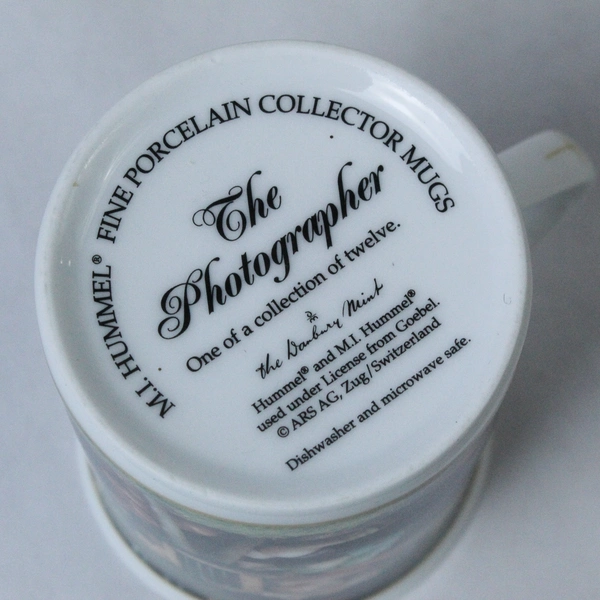 M.I. HUMMEL® FINE PORCELAIN COLLECTOR MUGS
The
Photographer
One of a collection of twelve.
the Danbury Mint
Hummel® and M.I. Hummel®
used under License from Goebel.
© ARS AG, Zug/Switzerland
Dishwasher and microwave safe.